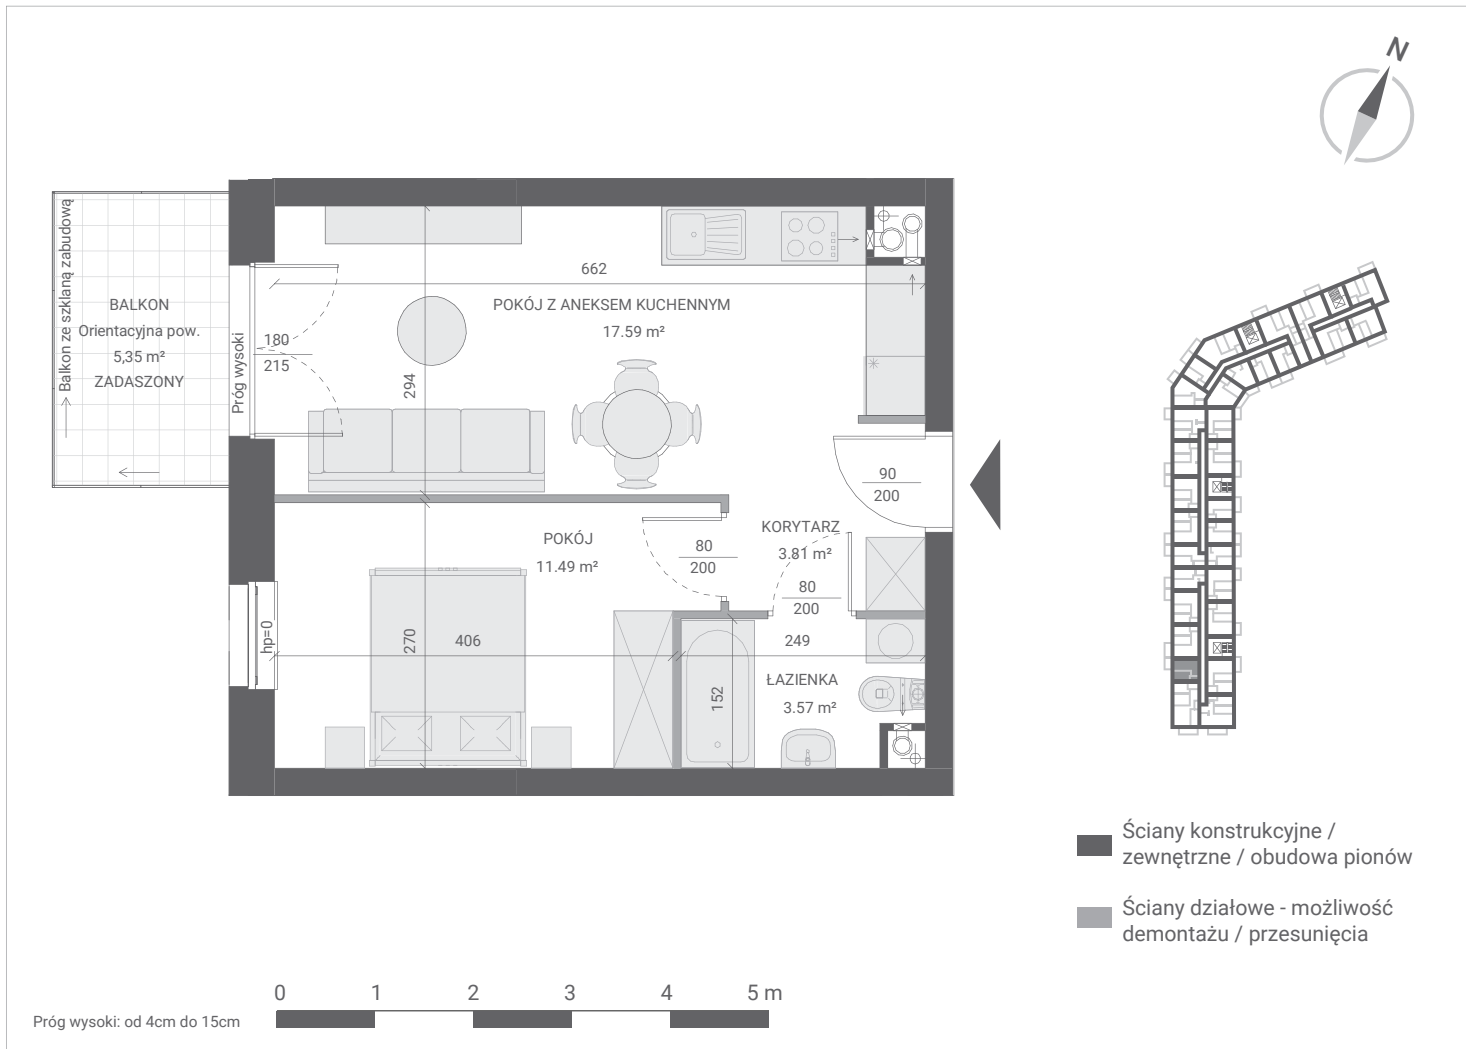 N
Balkon ze szklaną zabudową
BALKON
Orientacyjna pow.
5,35 m²
ZADASZONY
Próg wysoki
180
215
662
POKÓJ Z ANEKSEM KUCHENNYM
17.59 m²
294
90
200
POKÓJ
11.49 m²
80
200
KORYTARZ
3.81 m²
80
200
hp=0
270
406
249
152
ŁAZIENKA
3.57 m²
Ściany konstrukcyjne /
zewnętrzne / obudowa pionów
Ściany działowe - możliwość
demontażu / przesunięcia
Próg wysoki: od 4cm do 15cm
0 1 2 3 4 5 m